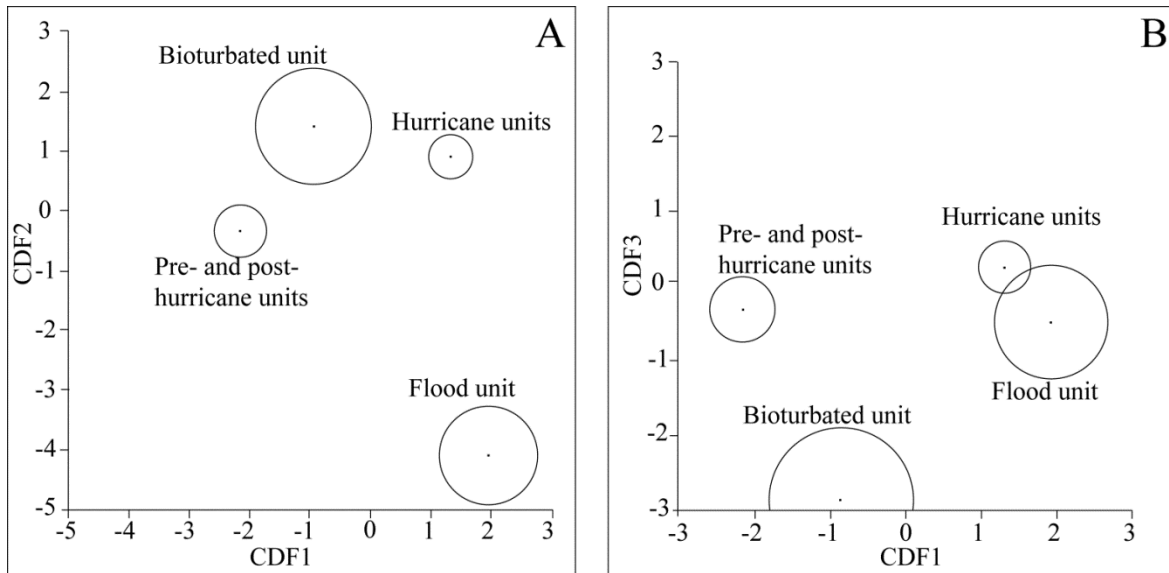 A
3
Bioturbated unit
2
Hurricane units
1
0
CDF2
-1
Pre- and post-
hurricane units
-2
-3
Flood unit
-4
-5
-5 -4 -3 -2 -1 0 1 2 3
CDF1
B
3
2
1
Hurricane units
Pre- and post-
hurricane units
CDF3
0
-1
Flood unit
Bioturbated unit
-2
-3
-3 -2 -1 0 1 2 3
CDF1